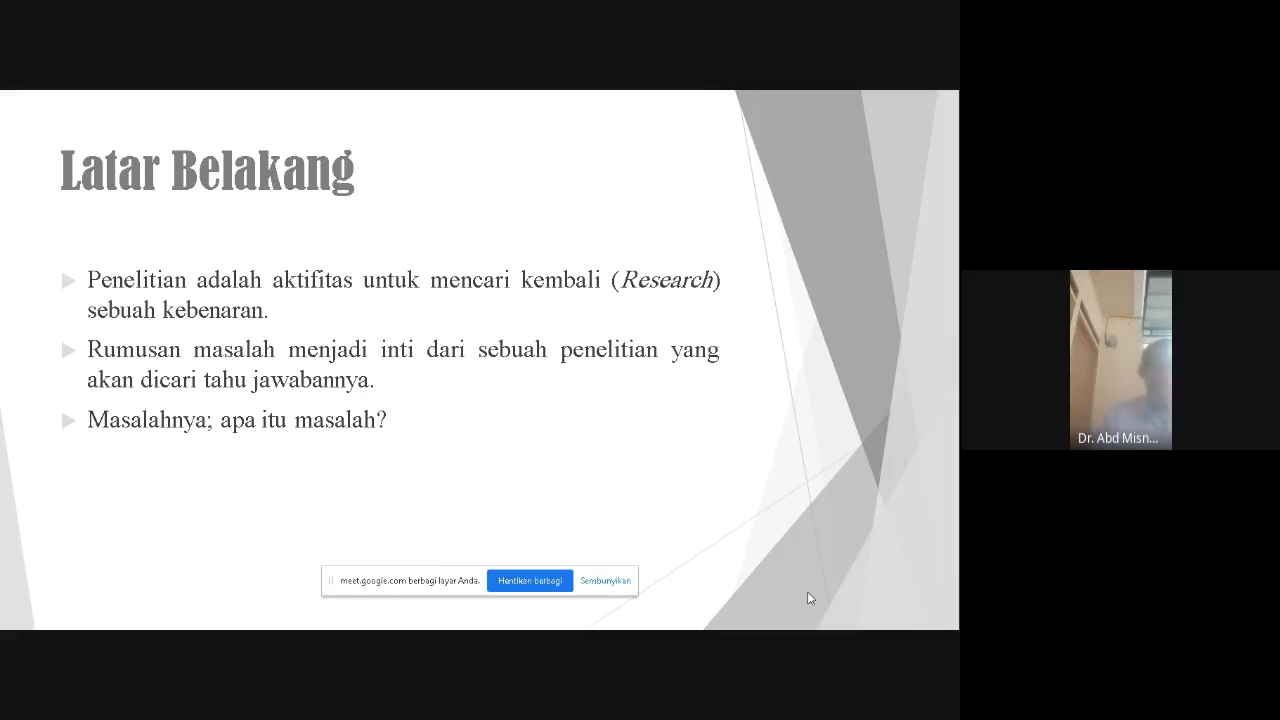 Latar Belakang
Penelitian adalah aktifitas untuk mencari kembali (Research)
sebuah kebenaran.
Rumusan masalah menjadi inti dari sebuah penelitian yang
akan dicari tahu jawabannya.
Masalahnya; apa itu masalah?
meet.google.com berbagi layar Anda.
Hentikan berbagi
Sembunyikan
Dr. Abd Misn...